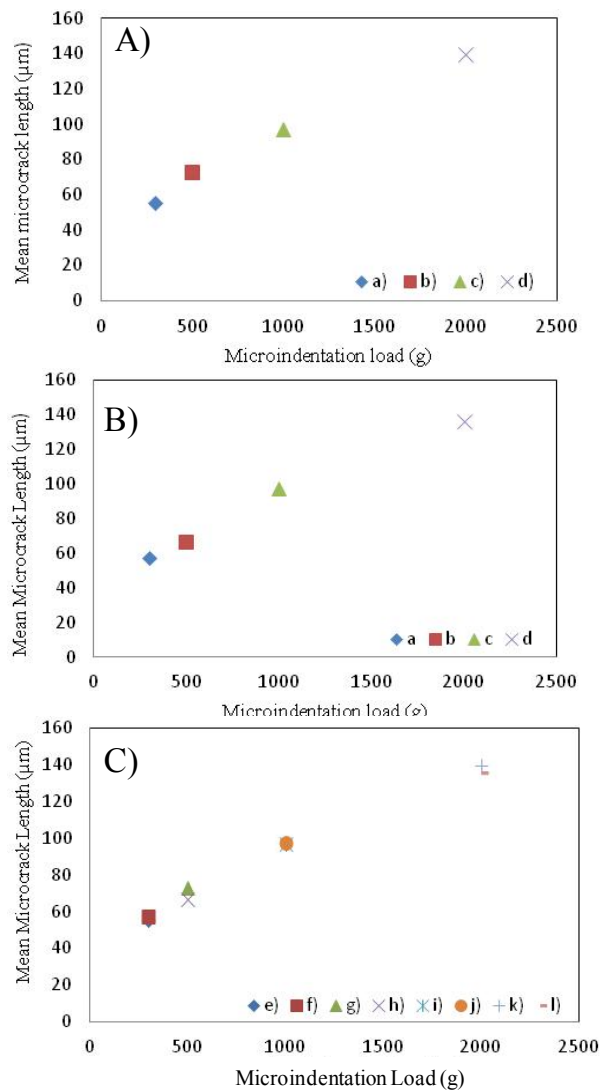 A)
Mean microcrack length (µm)
160
140
120
100
80
60
40
20
0
a) b) c) d)
0 500 1000 1500 2000 2500
Microindentation load (g)
B)
Mean Microcrack Length (µm)
160
140
120
100
80
60
40
20
0
a b c d
0 500 1000 1500 2000 2500
Microindentation load (g)
C)
Mean Microcrack Length (µm)
160
140
120
100
80
60
40
20
0
e) f) g) h) i) j) k) l)
0 500 1000 1500 2000 2500
Microindentation Load (g)